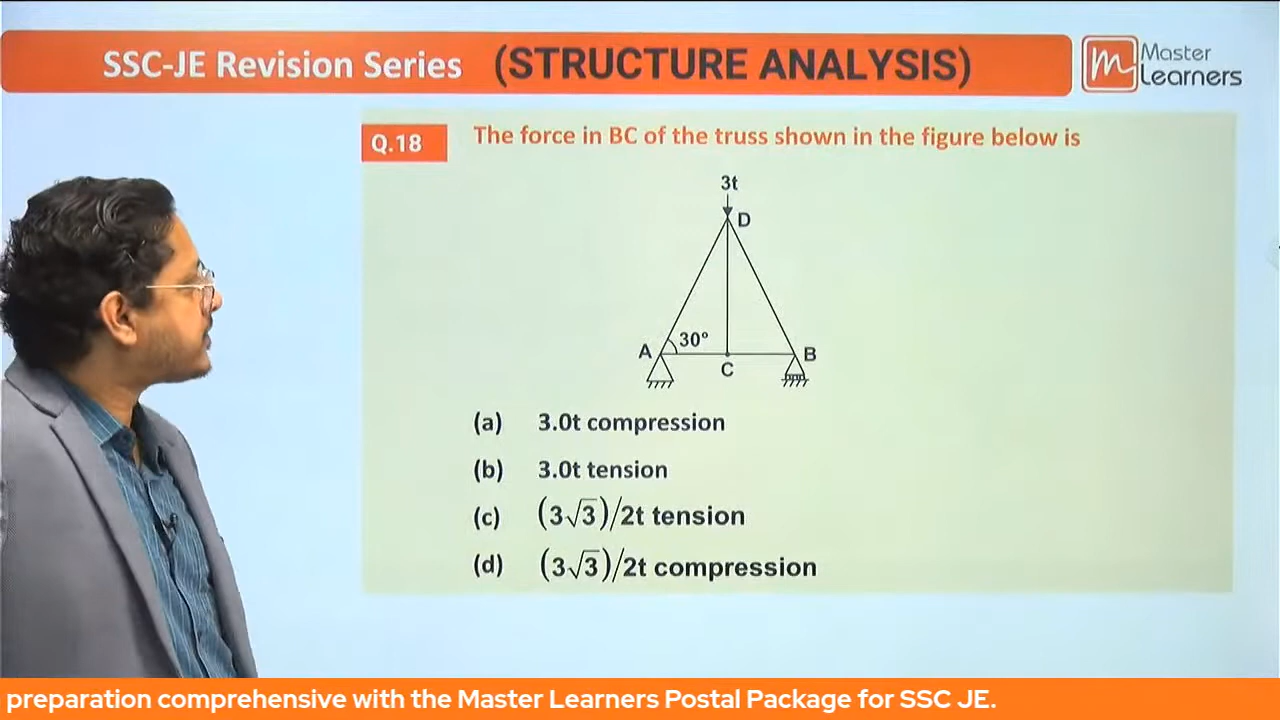 SSC-JE Revision Series (STRUCTURE ANALYSIS)
m Master
Learners
Q.18 The force in BC of the truss shown in the figure below is
3t
D
30°
A
B
C
(a) 3.0t compression
(b) 3.0t tension
(c) (3√3)/2t tension
(d) (3√3)/2t compression
preparation comprehensive with the Master Learners Postal Package for SSC JE.